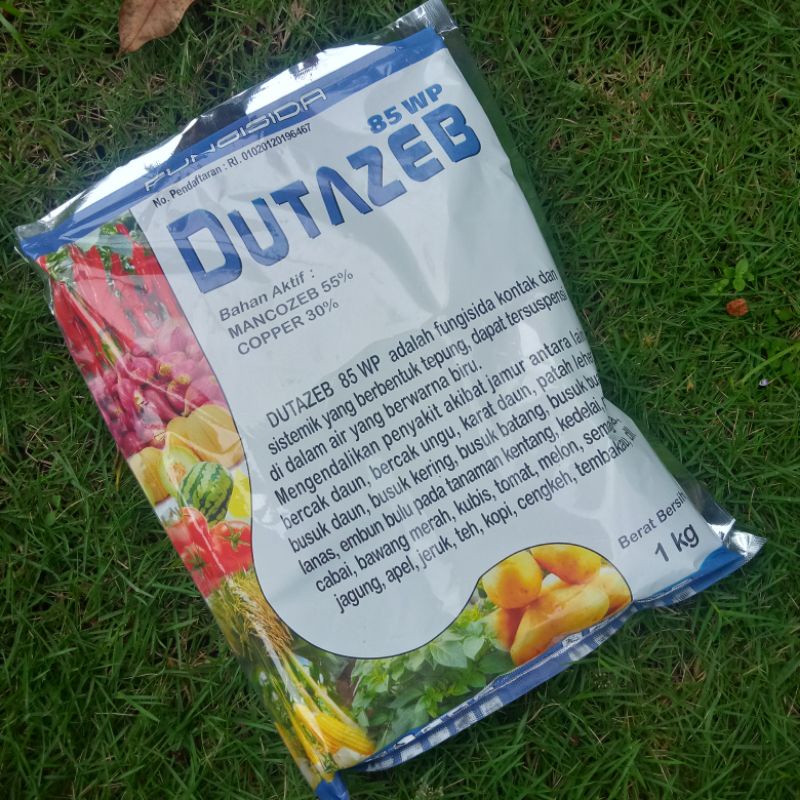 FUNGISIDA
No. Pendaftaran : RI. 01020120196467
DUTAZEB
85 WP
Bahan Aktif :
MANCOZEB 55%
COPPER 30%
DUTAZEB 85 WP adalah fungisida kontak dan
sistemik yang berbentuk tepung, dapat tersuspensi
di dalam air yang berwarna biru.
Mengendalikan penyakit akibat jamur antara lain
bercak daun, bercak ungu, karat daun, patah leher
busuk daun, busuk kering, busuk batang, busuk
lanas, embun bulu pada tanaman kentang, kedelai,
cabai, bawang merah, kubis, tomat, melon,
jagung, apel, jeruk, teh, kopi, cengkeh, tembakau,
Berat Bersih
1 kg